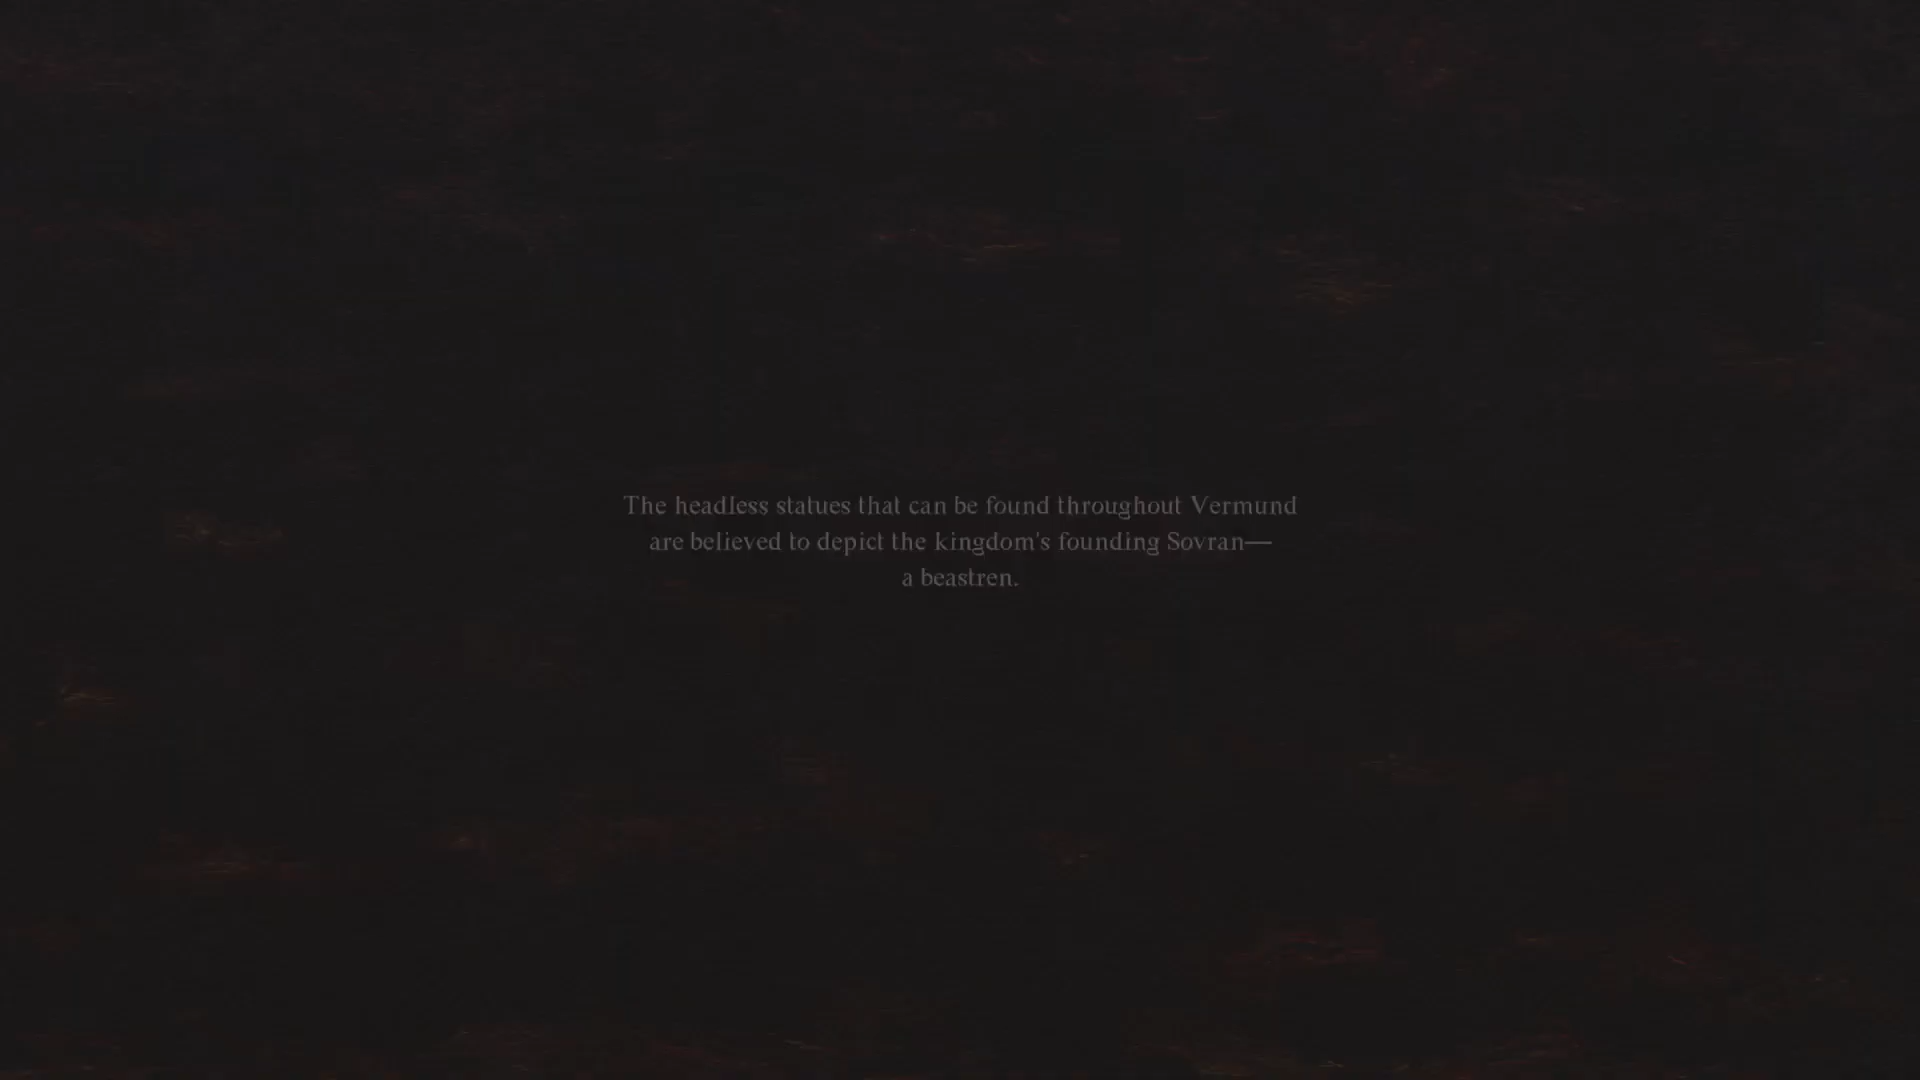 The headless statues that can be found throughout Vermund
are believed to depict the kingdom's founding Sovran—
a beastren.